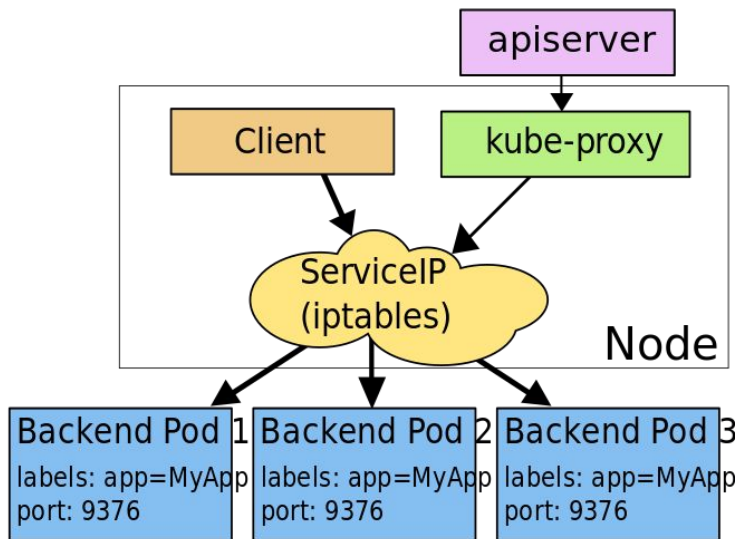 apiserver
Client
kube-proxy
ServiceIP
(iptables)
Node
Backend Pod 1
labels: app=MyApp
port: 9376
Backend Pod 2
labels: app=MyApp
port: 9376
Backend Pod 3
labels: app=MyApp
port: 9376